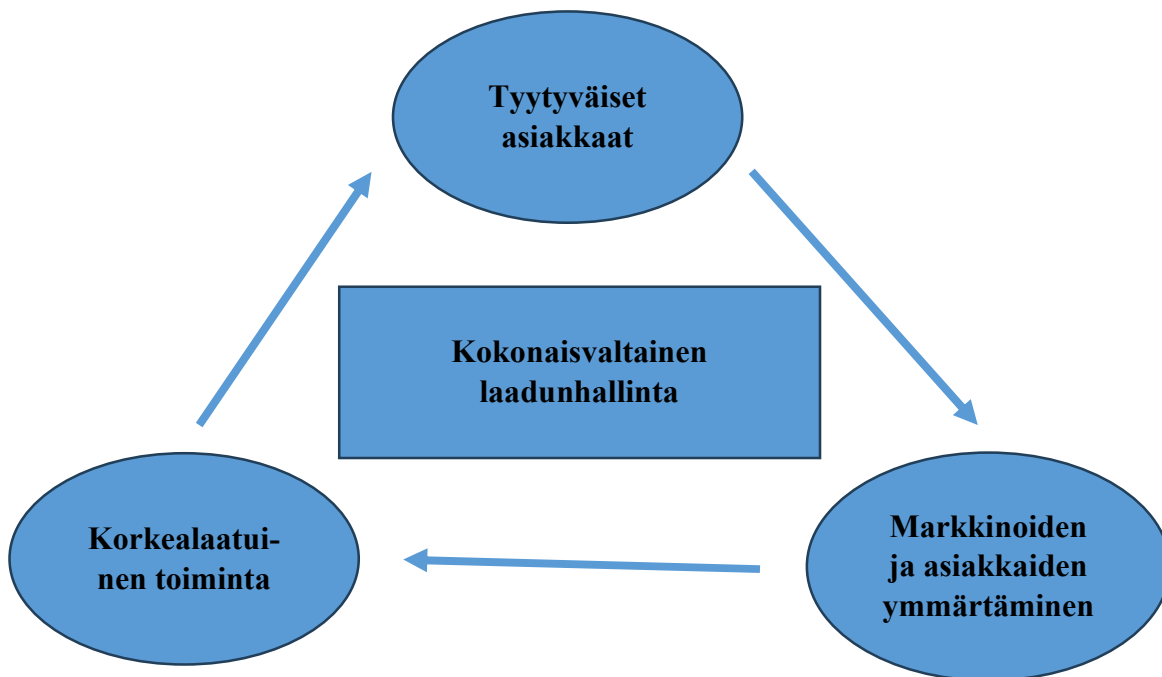 Tyytyväiset
asiakkaat
Kokonaisvaltainen
laadunhallinta
Korkealaatui-
nen toiminta
Markkinoiden
ja asiakkaiden
ymmärtäminen